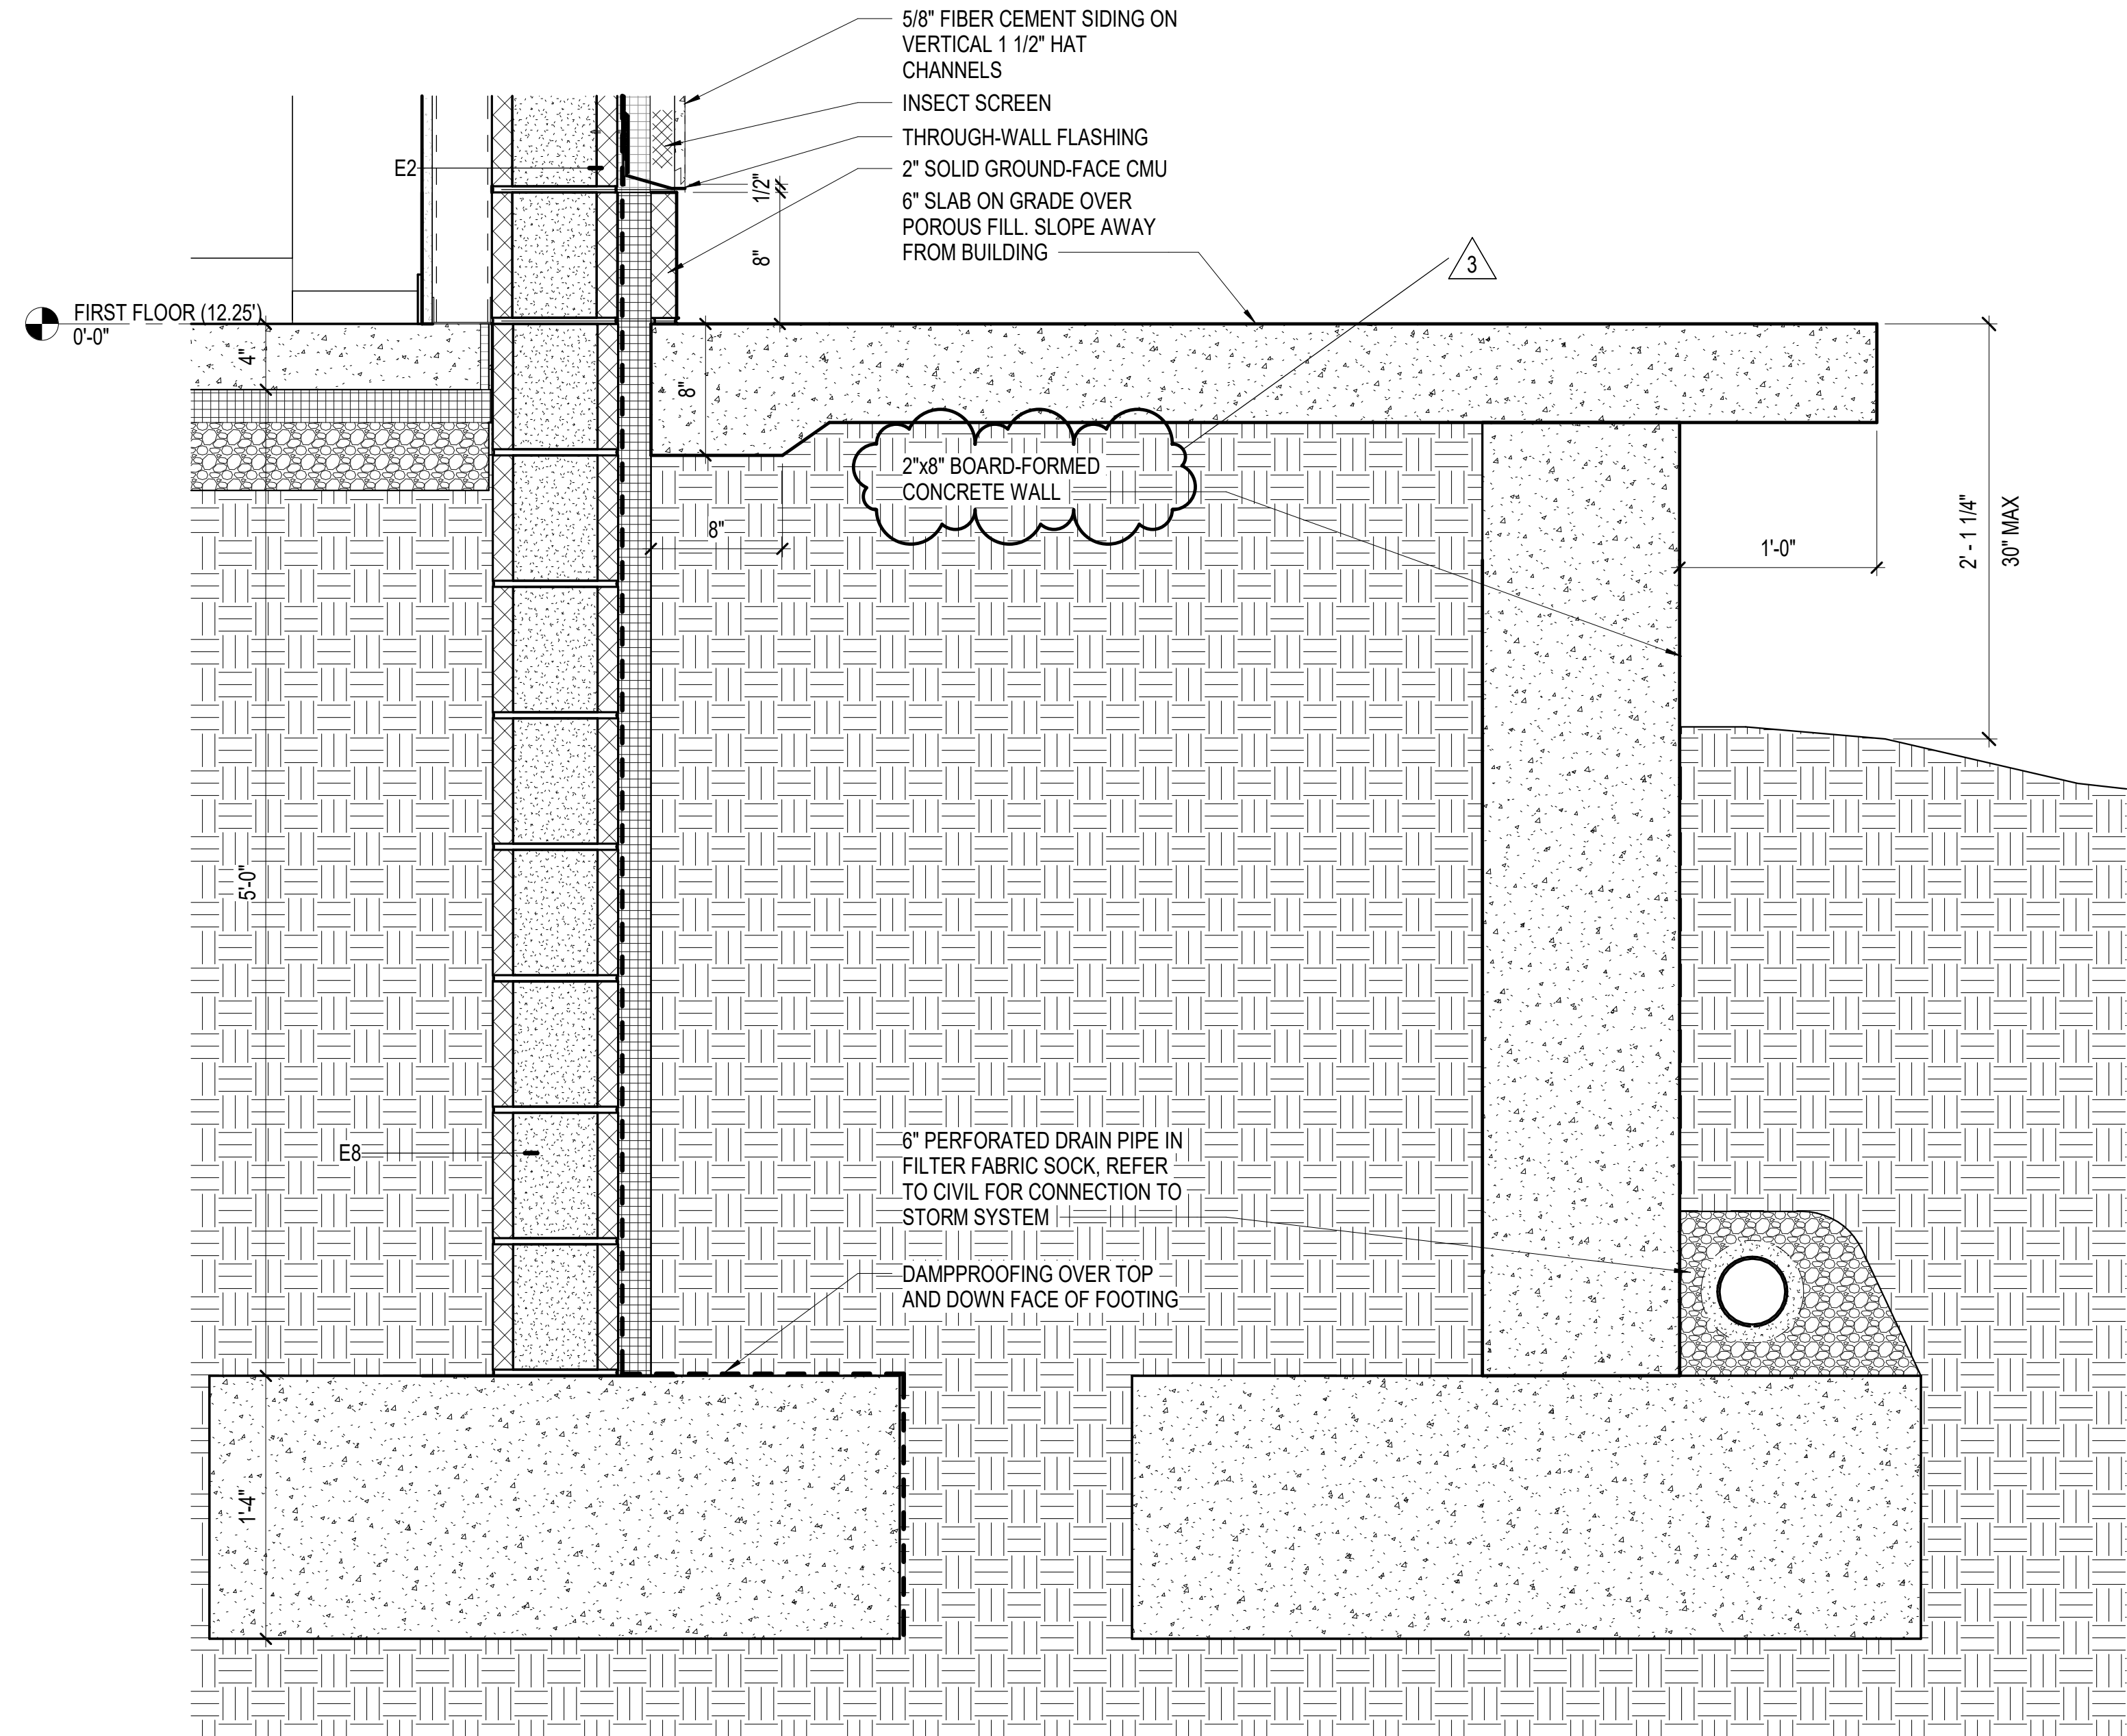 5/8" FIBER CEMENT SIDING ON
VERTICAL 1 1/2" HAT
CHANNELS
INSECT SCREEN
THROUGH-WALL FLASHING
2" SOLID GROUND-FACE CMU
6" SLAB ON GRADE OVER
POROUS FILL. SLOPE AWAY
FROM BUILDING
E2
1/2"
8"
3
FIRST FLOOR (12.25')
0'-0"
4"
8"
2"x8" BOARD-FORMED
CONCRETE WALL
8"
1'-0"
2' - 1 1/4"
30" MAX
5'-0"
E8
6" PERFORATED DRAIN PIPE IN
FILTER FABRIC SOCK, REFER
TO CIVIL FOR CONNECTION TO
STORM SYSTEM
DAMPPROOFING OVER TOP
AND DOWN FACE OF FOOTING
1'-4"